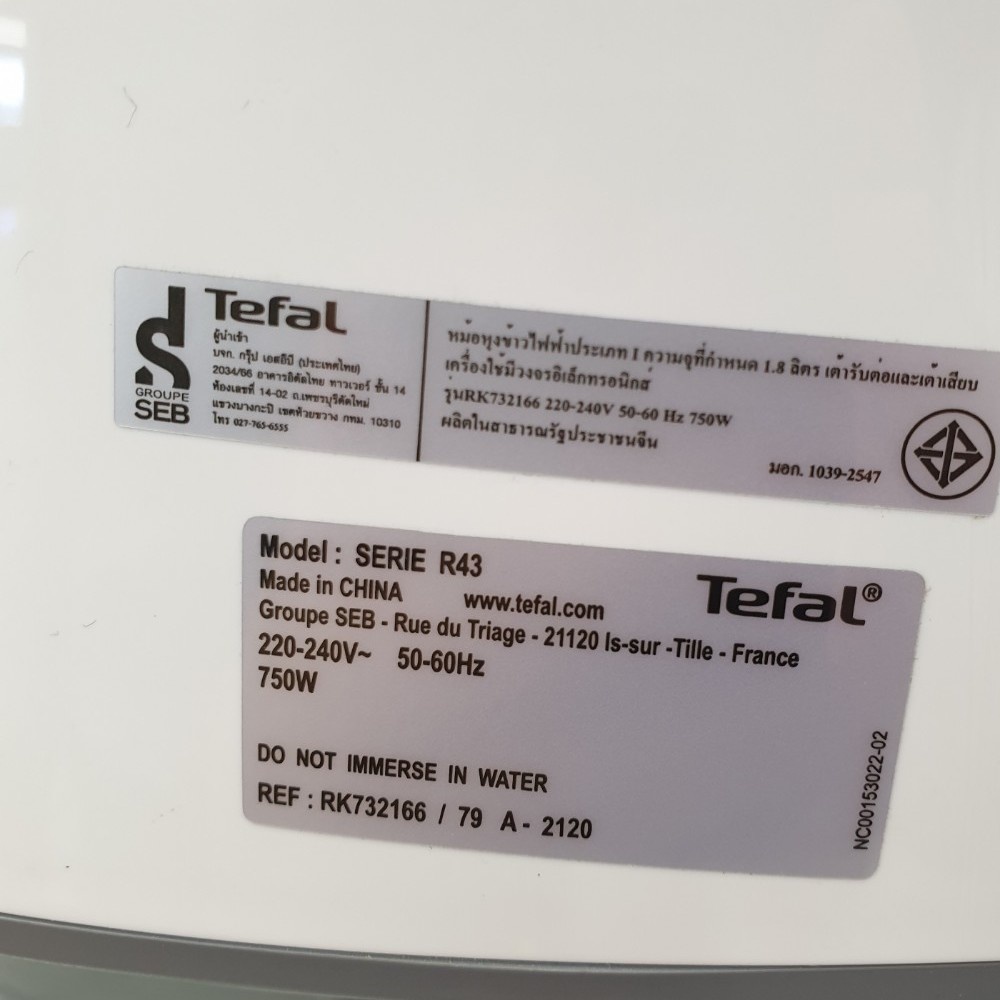 Tefal
ผู้นำเข้า
บจก. กรุ๊ป เอสอีบี (ประเทศไทย)
2034/66 อาคารอิตัลไทย ทาวเวอร์ ชั้น 14
ห้องเลขที่ 14-02 ถ.เพชรบุรีตัดใหม่
แขวงบางกะปิ เขตห้วยขวาง กทม. 10310
โทร 027-765-6555
GROUPE
SEB
หม้อหุงข้าวไฟฟ้าประเภท I ความจุที่กำหนด 1.8 ลิตร เต้ารับต่อและเต้าเสียบ
เครื่องใช้มีวงจรอิเล็กทรอนิกส์
รุ่นRK732166 220-240V 50-60 Hz 750W
ผลิตในสาธารณรัฐประชาชนจีน
มอก. 1039-2547
Model : SERIE R43
Made in CHINA www.tefal.com
Tefal®
Groupe SEB - Rue du Triage - 21120 Is-sur -Tille - France
220-240V~ 50-60Hz
750W
DO NOT IMMERSE IN WATER
REF : RK732166 / 79 A - 2120
NC00153022-02